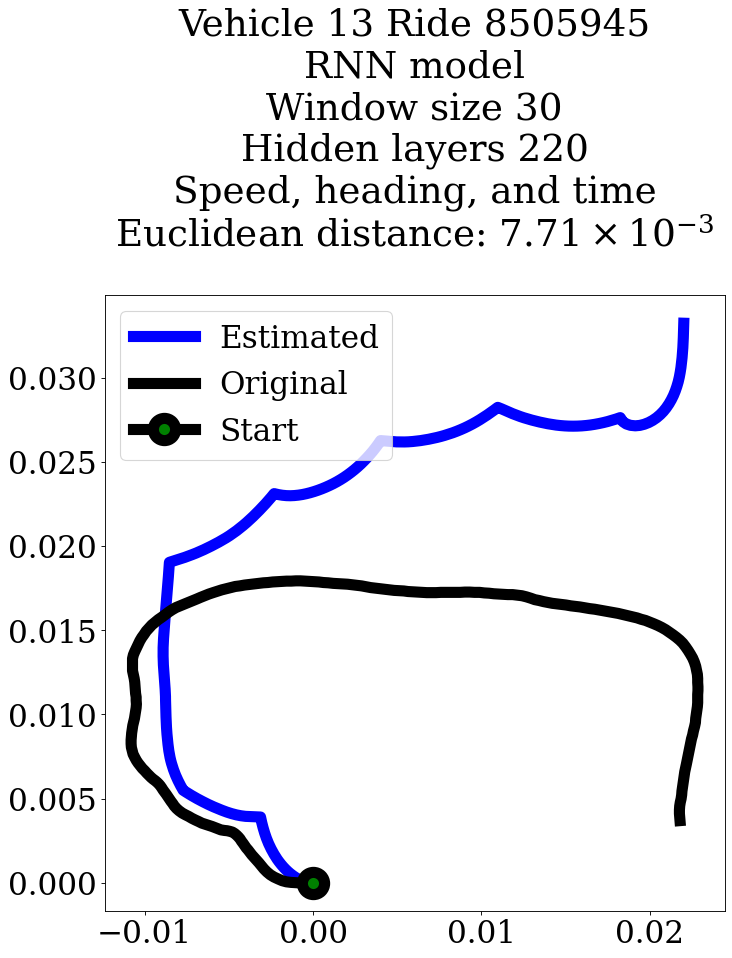 Vehicle 13 Ride 8505945
RNN model
Window size 30
Hidden layers 220
Speed, heading, and time
Euclidean distance: 7.71 × 10⁻³
Estimated
Original
Start
0.030
0.025
0.020
0.015
0.010
0.005
0.000
−0.01 0.00 0.01 0.02